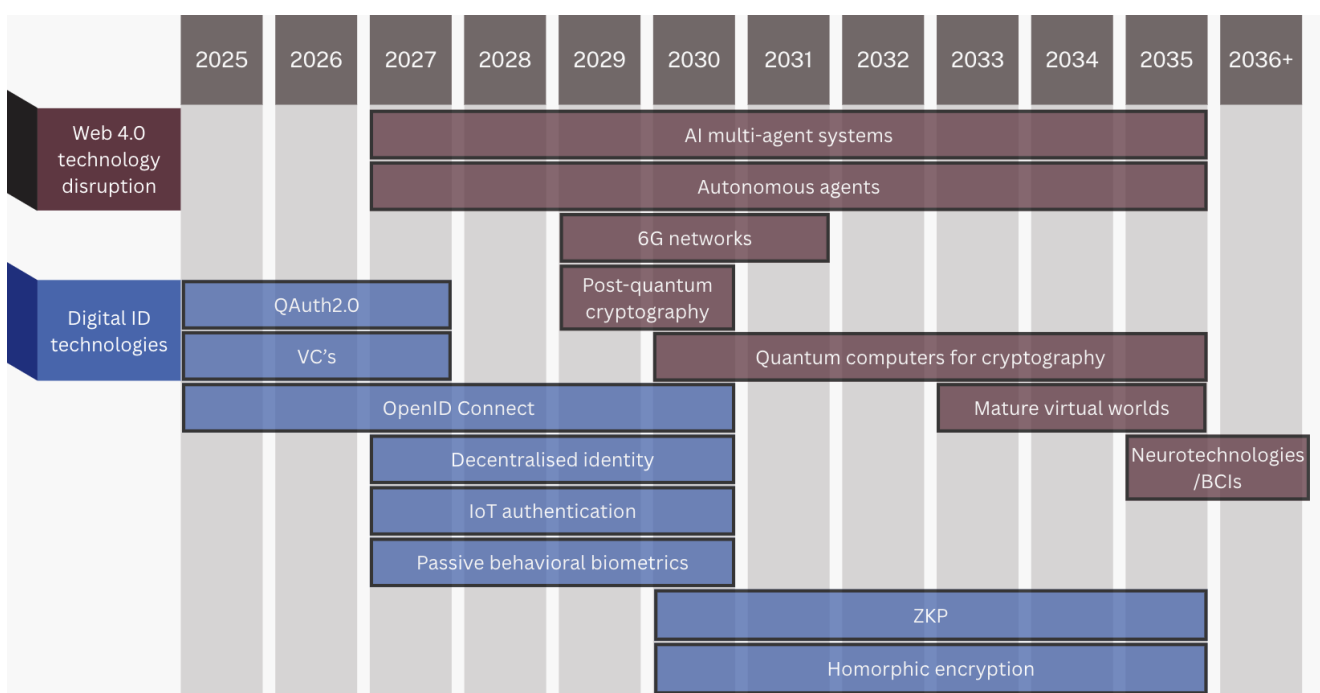 2025 2026 2027 2028 2029 2030 2031 2032 2033 2034 2035 2036+
Web 4.0
technology
disruption
AI multi-agent systems
Autonomous agents
6G networks
Post-quantum
cryptography
Digital ID
technologies
QAuth2.0
VC’s
Quantum computers for cryptography
OpenID Connect
Mature virtual worlds
Decentralised identity
Neurotechnologies
/BCIs
IoT authentication
Passive behavioral biometrics
ZKP
Homorphic encryption